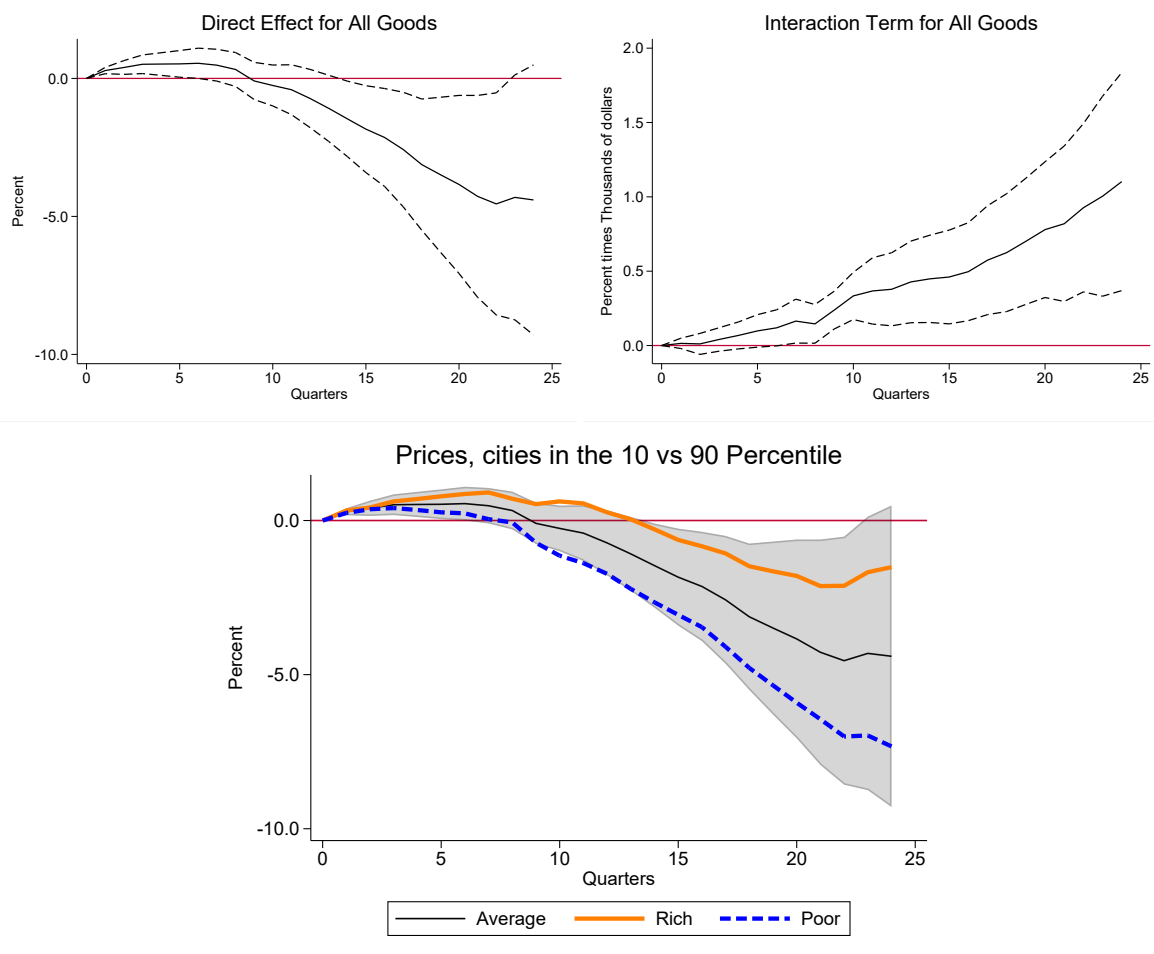 Direct Effect for All Goods
0.0
-5.0
-10.0
Percent
0 5 10 15 20 25
Quarters
Interaction Term for All Goods
2.0
1.5
1.0
0.5
0.0
Percent times Thousands of dollars
0 5 10 15 20 25
Quarters
Prices, cities in the 10 vs 90 Percentile
0.0
-5.0
-10.0
Percent
0 5 10 15 20 25
Quarters
Average Rich Poor